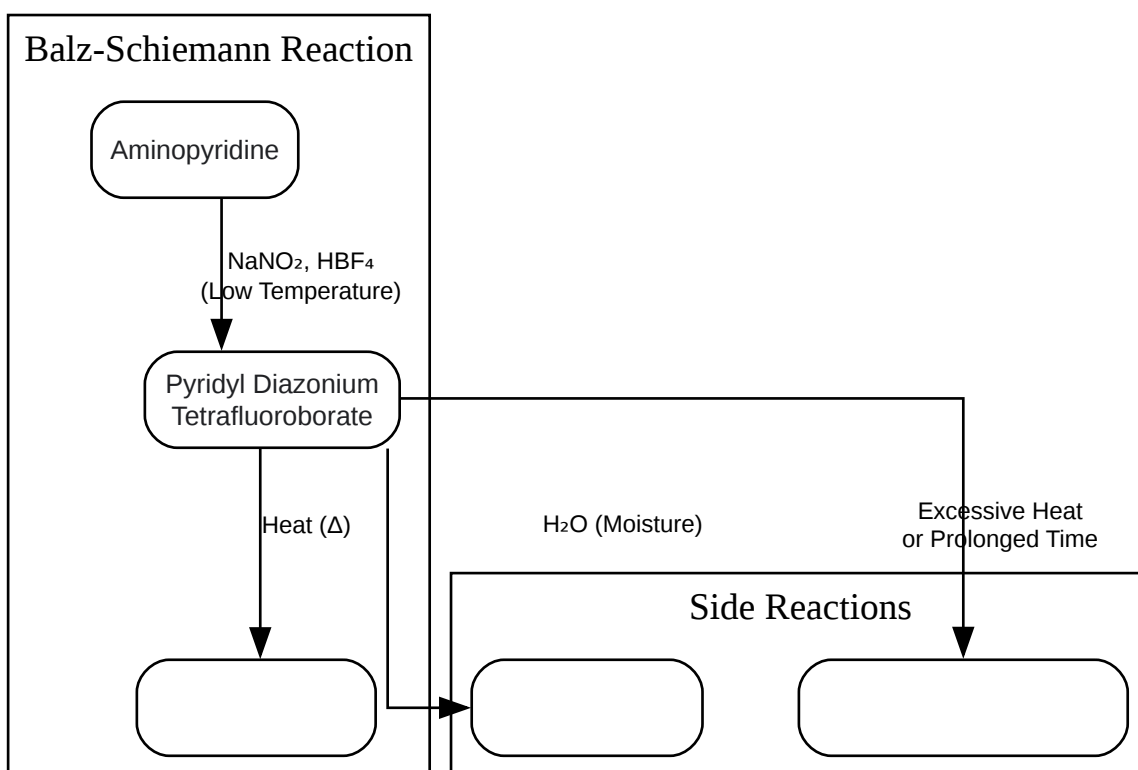 Balz-Schiemann Reaction
Aminopyridine
NaNO₂, HBF₄
(Low Temperature)
Pyridyl Diazonium
Tetrafluoroborate
Heat (Δ)
H₂O (Moisture)
Excessive Heat
or Prolonged Time
Side Reactions